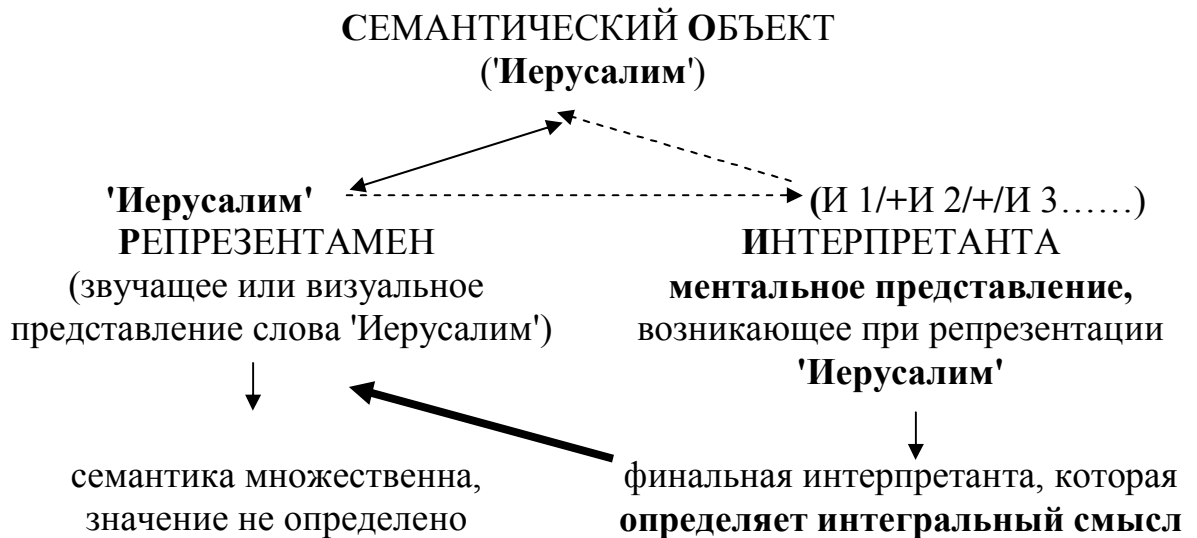 СЕМАНТИЧЕСКИЙ ОБЪЕКТ
('Иерусалим')
'Иерусалим'
РЕПРЕЗЕНТАМЕН
(звучащее или визуальное
представление слова 'Иерусалим')
(И 1/+И 2/+/И 3……)
ИНТЕРПРЕТАНТА
ментальное представление,
возникающее при репрезентации
'Иерусалим'
семантика множественна,
значение не определено
финальная интерпретанта, которая
определяет интегральный смысл